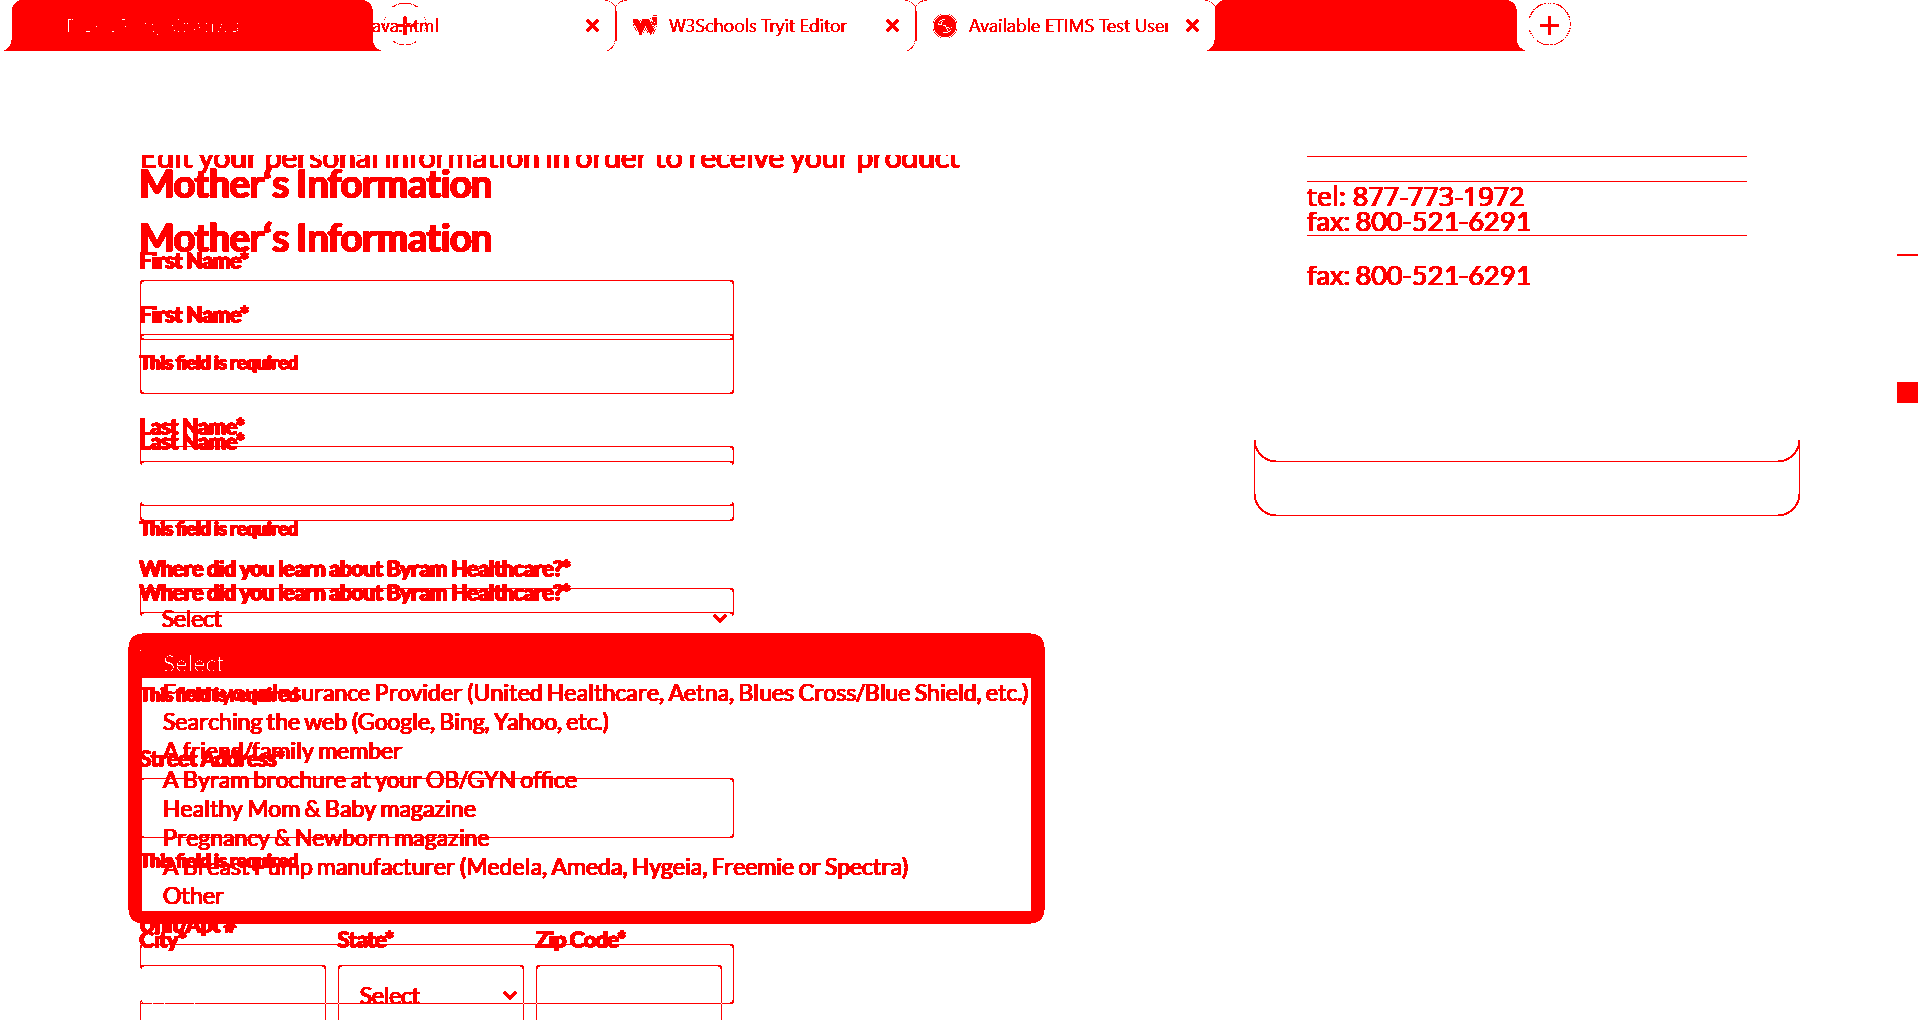 ava.html
W3Schools Tryit Editor
Available ETIMS Test User
Edit your personal information in order to receive your product
Mother's Information
tel: 877-773-1972
fax: 800-521-6291
Mother's Information
First Name*
fax: 800-521-6291
First Name*
This field is required
Last Name*
Last Name*
This field is required
Where did you learn about Byram Healthcare?*
Where did you learn about Byram Healthcare?*
Select
Select
This field is required
Insurance Provider (United Healthcare, Aetna, Blues Cross/Blue Shield, etc.)
Searching the web (Google, Bing, Yahoo, etc.)
A friend/family member
Street Address*
A Byram brochure at your OB/GYN office
Healthy Mom & Baby magazine
Pregnancy & Newborn magazine
This field is required
A Breast Pump manufacturer (Medela, Ameda, Hygeia, Freemie or Spectra)
Other
Unit/Apt #
City* State* Zip Code*
Select